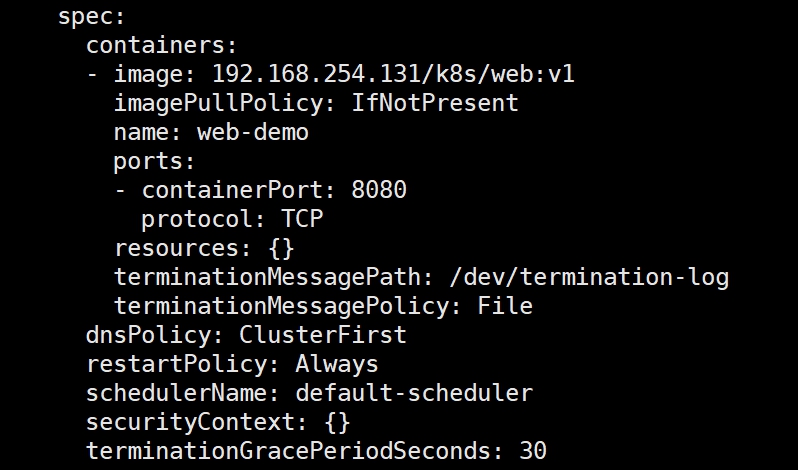 spec:
  containers:
  - image: 192.168.254.131/k8s/web:v1
    imagePullPolicy: IfNotPresent
    name: web-demo
    ports:
    - containerPort: 8080
      protocol: TCP
    resources: {}
    terminationMessagePath: /dev/termination-log
    terminationMessagePolicy: File
  dnsPolicy: ClusterFirst
  restartPolicy: Always
  schedulerName: default-scheduler
  securityContext: {}
  terminationGracePeriodSeconds: 30